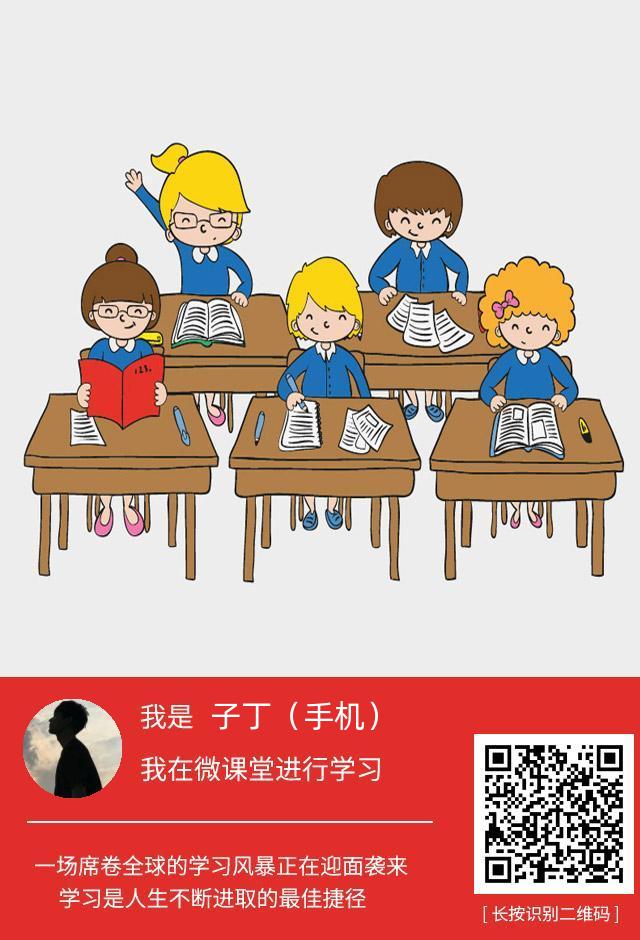 123.
我是 子丁（手机）
我在微课堂进行学习
一场席卷全球的学习风暴正在迎面袭来
学习是人生不断进取的最佳捷径
[ 长按识别二维码 ]